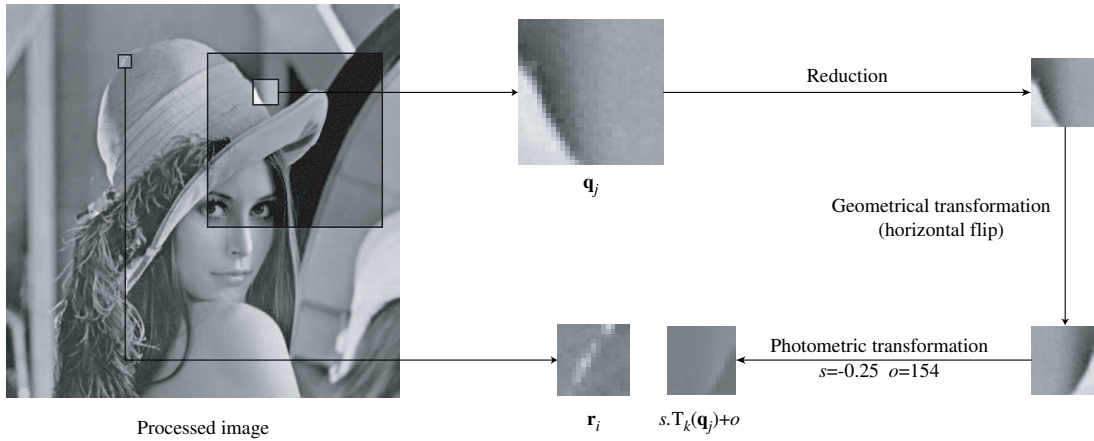 Reduction
q_j
Geometrical transformation
(horizontal flip)
Photometric transformation
s=-0.25 o=154
Processed image
r_i
s.T_k(q_j)+o